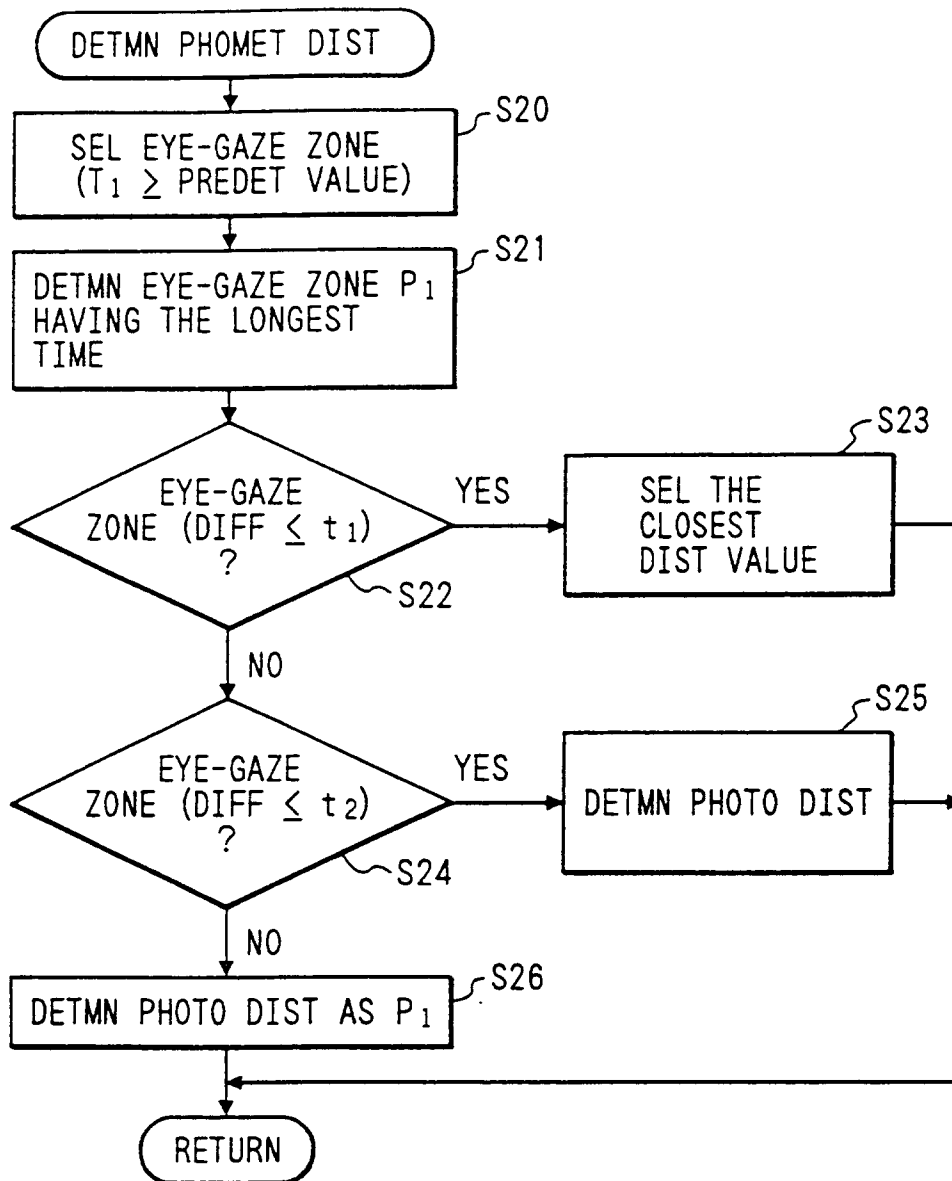 DETMN PHOMET DIST
S20
SEL EYE-GAZE ZONE
(T₁ ≥ PREDET VALUE)
S21
DETMN EYE-GAZE ZONE P₁
HAVING THE LONGEST
TIME
EYE-GAZE
ZONE (DIFF ≤ t₁)
?
S22
YES
S23
SEL THE
CLOSEST
DIST VALUE
NO
EYE-GAZE
ZONE (DIFF ≤ t₂)
?
S24
YES
S25
DETMN PHOTO DIST
NO
S26
DETMN PHOTO DIST AS P₁
RETURN